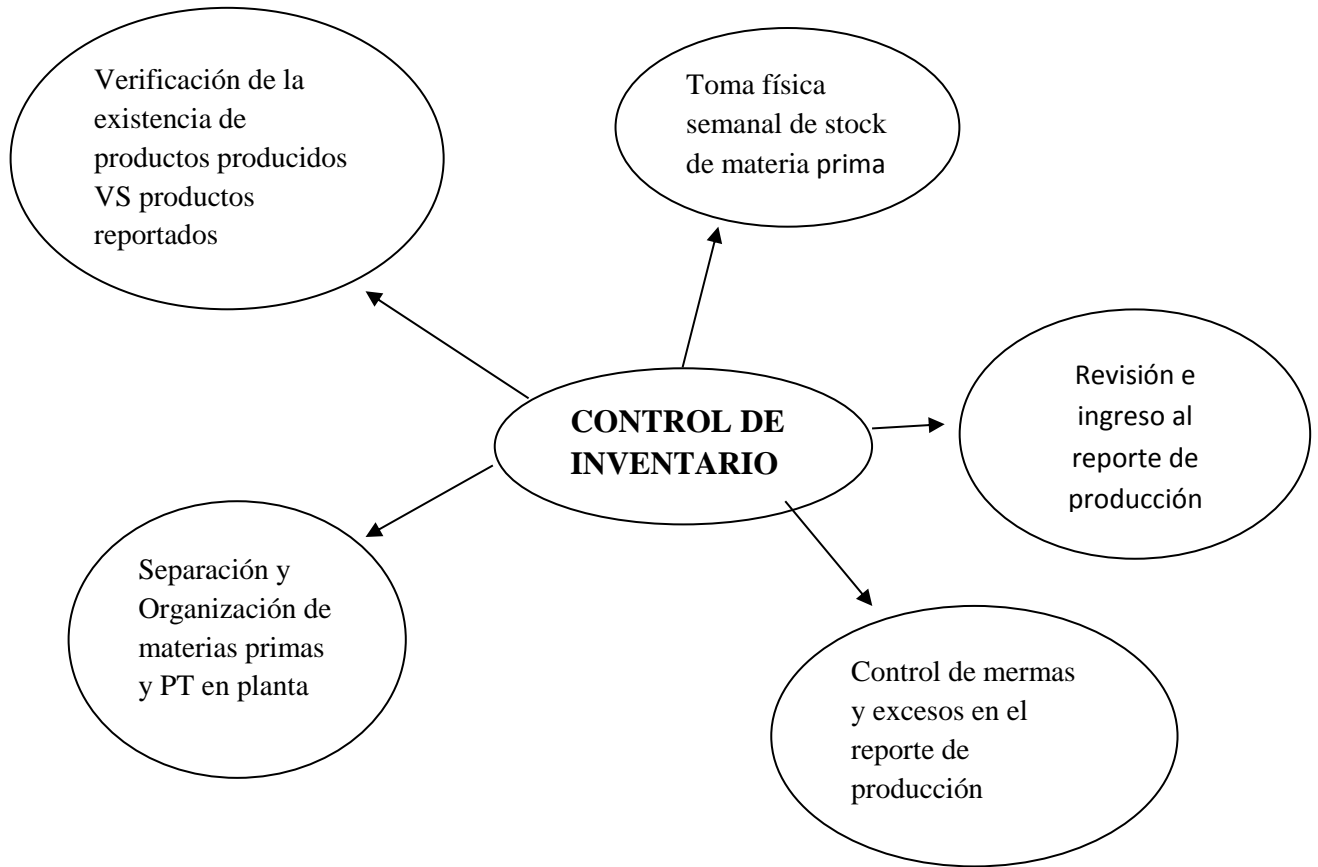 Verificación de la
existencia de
productos producidos
VS productos
reportados
Toma física
semanal de stock
de materia prima
CONTROL DE
INVENTARIO
Revisión e
ingreso al
reporte de
producción
Separación y
Organización de
materias primas
y PT en planta
Control de mermas
y excesos en el
reporte de
producción